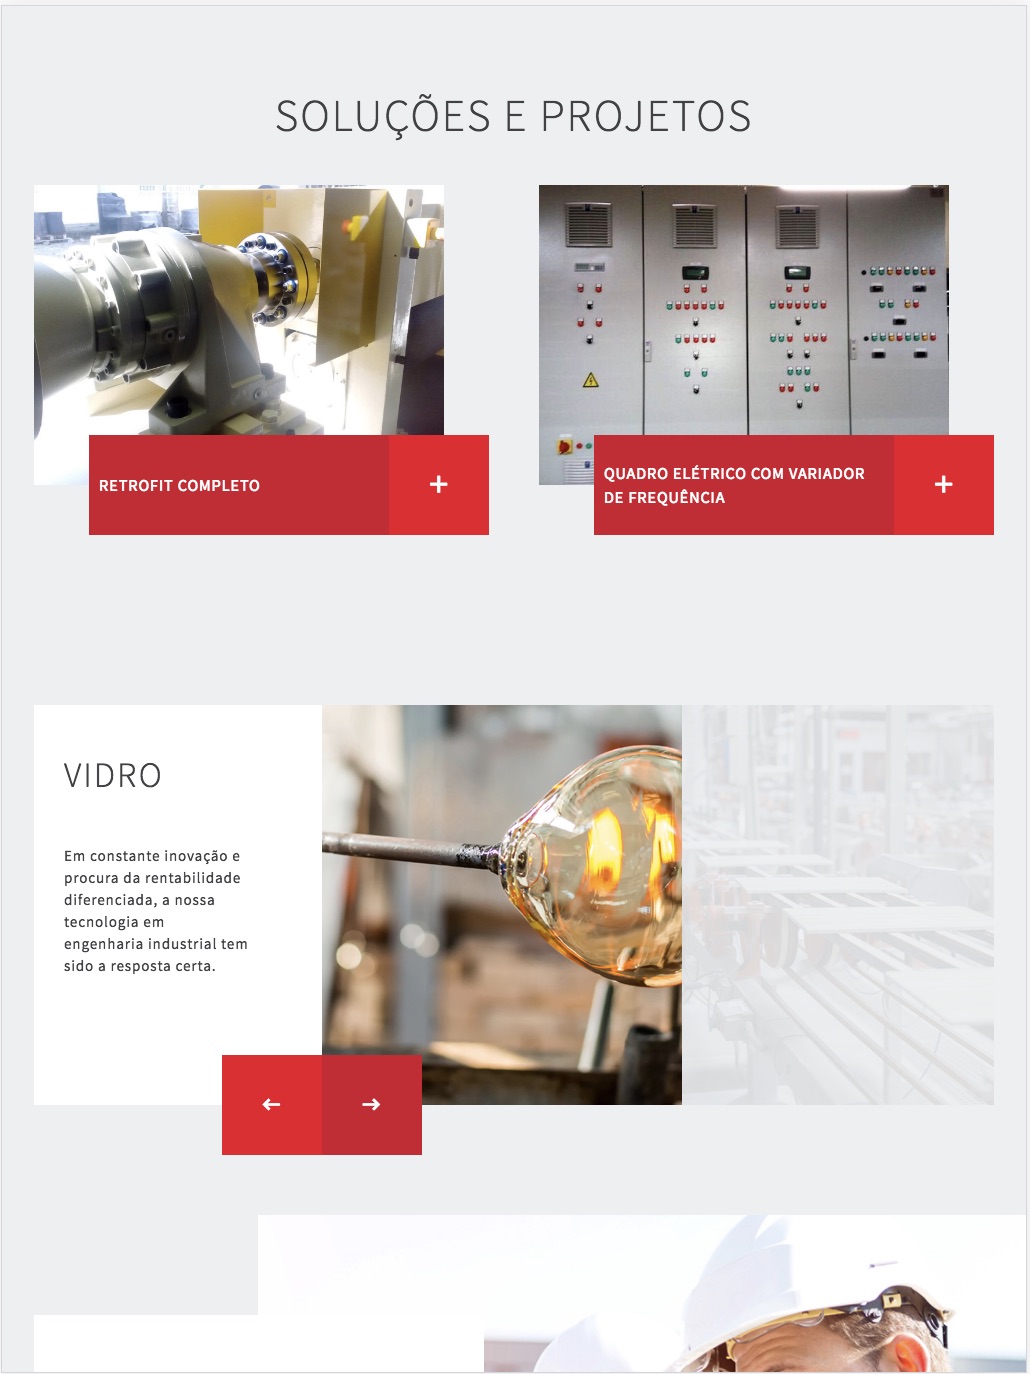 SOLUÇÕES E PROJETOS
RETROFIT COMPLETO
+
QUADRO ELÉTRICO COM VARIADOR
DE FREQUÊNCIA
+
VIDRO
Em constante inovação e
procura da rentabilidade
diferenciada, a nossa
tecnologia em
engenharia industrial tem
sido a resposta certa.
← →